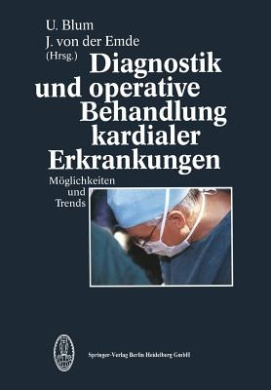 U. Blum
J. von der Emde
(Hrsg.)
Diagnostik
und operative
Behandlung
kardialer
Erkrankungen
Möglichkeiten
und
Trends
Springer-Verlag Berlin Heidelberg GmbH